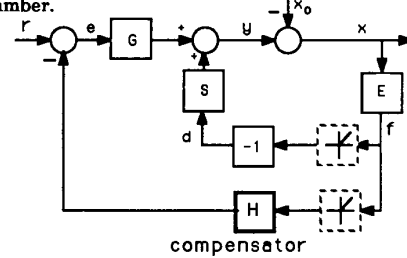 amber.
r
e
G
+
+
y
-
x₀
x
S
E
d
f
-1
H
-
compensator